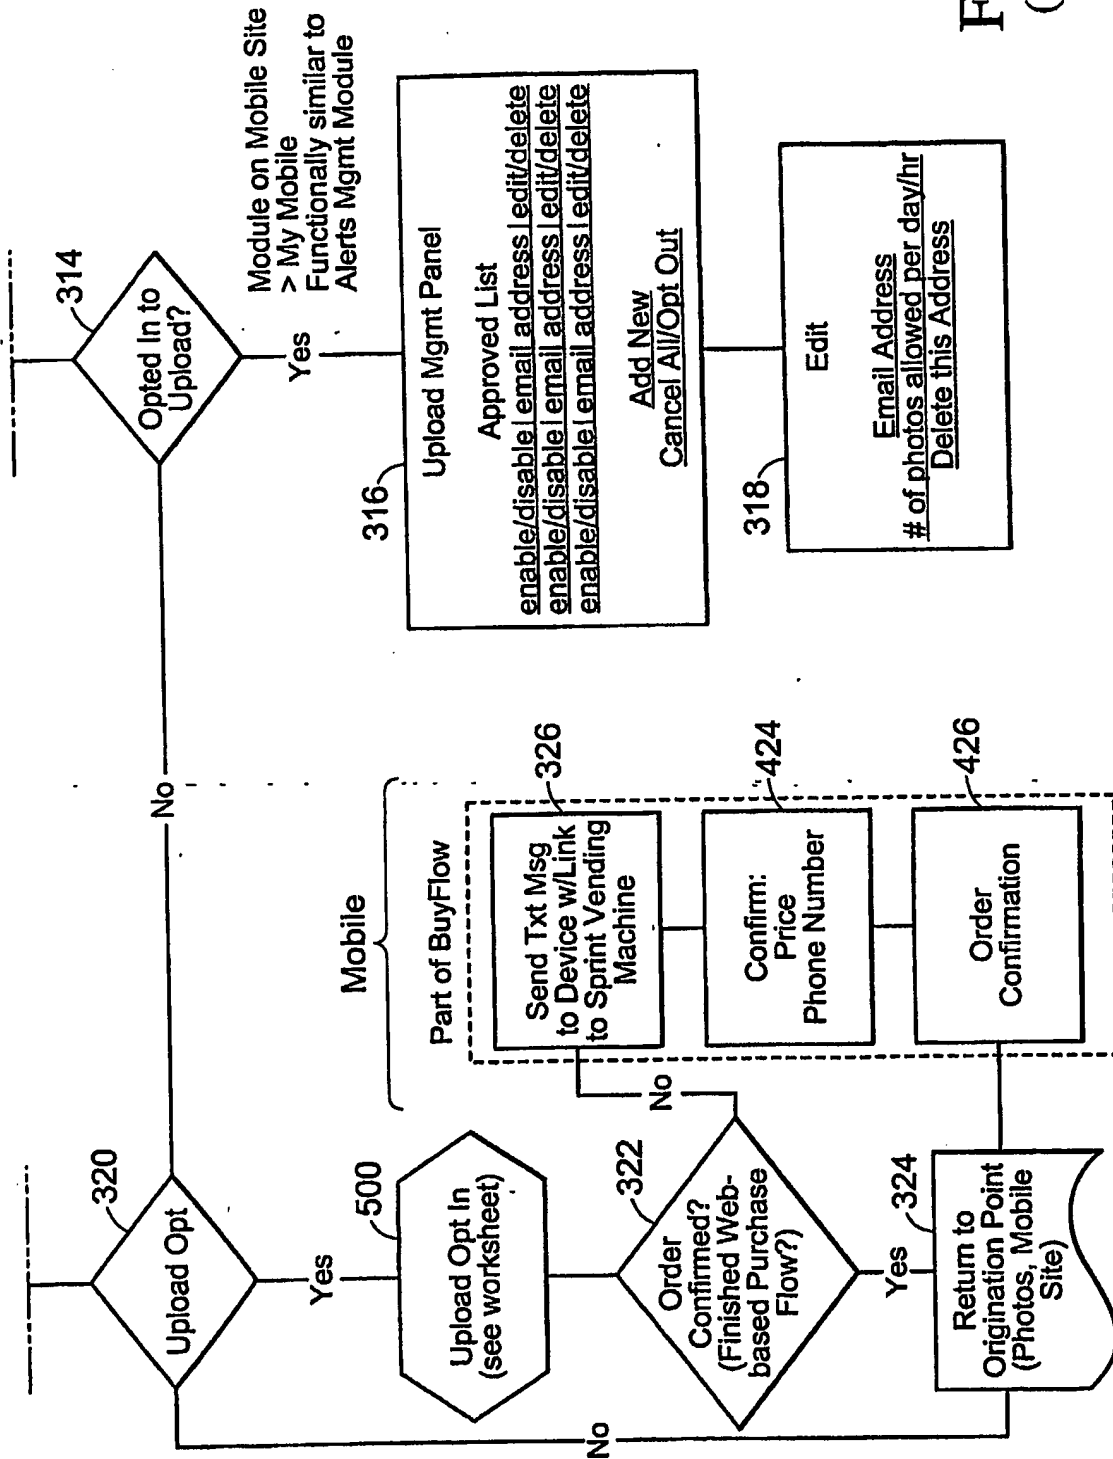 314
Opted In to
Upload?
Yes
No
Module on Mobile Site
> My Mobile
Functionally similar to
Alerts Mgmt Module
316
Upload Mgmt Panel
Approved List
enable/disable | email address | edit/delete
enable/disable | email address | edit/delete
enable/disable | email address | edit/delete
Add New
Cancel All/Opt Out
318
Edit
Email Address
# of photos allowed per day/hr
Delete this Address
320
Upload Opt
Yes
No
500
Upload Opt In
(see worksheet)
322
Order
Confirmed?
(Finished Web-
based Purchase
Flow?)
No
Yes
324
Return to
Origination Point
(Photos, Mobile
Site)
Mobile
Part of BuyFlow
326
Send Txt Msg
to Device w/Link
to Sprint Vending
Machine
424
Confirm:
Price
Phone Number
426
Order
Confirmation
F
(